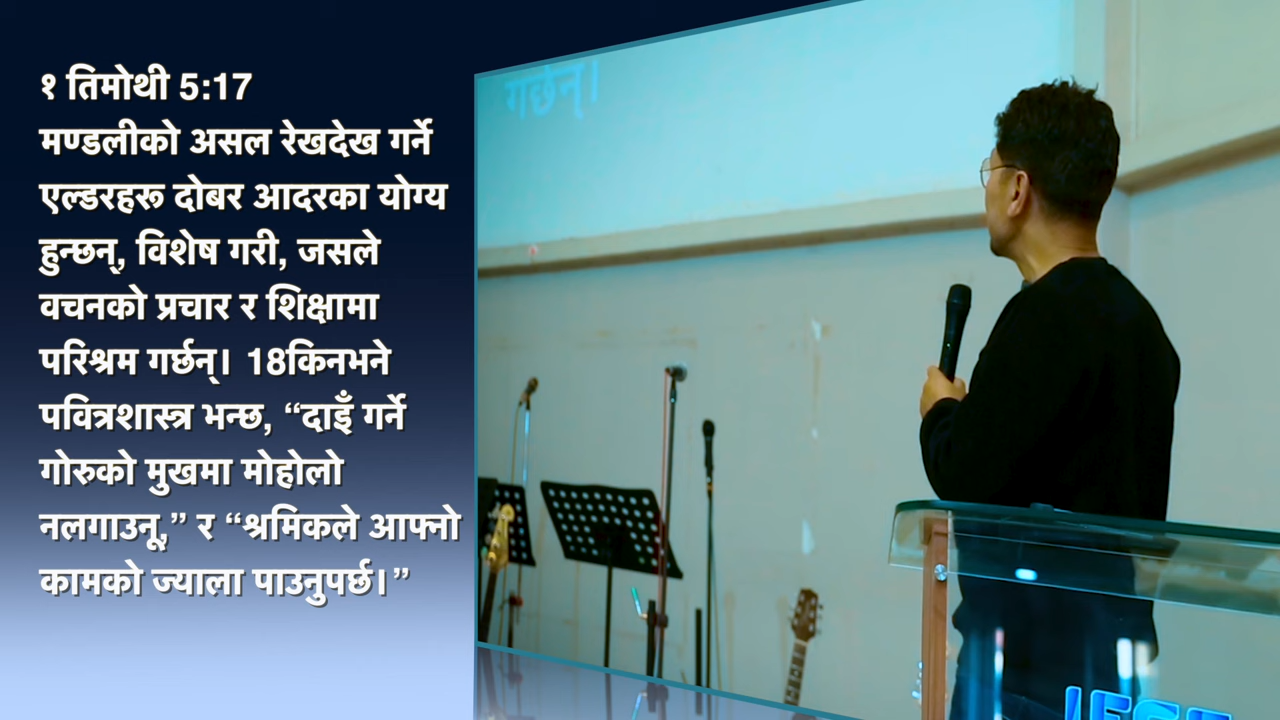 १ तिमोथी 5:17
मण्डलीको असल रेखदेख गर्ने
एल्डरहरू दोबर आदरका योग्य
हुन्छन्, विशेष गरी, जसले
वचनको प्रचार र शिक्षामा
परिश्रम गर्छन्। 18किनभने
पवित्रशास्त्र भन्छ, “दाइँ गर्ने
गोरुको मुखमा मोहोलो
नलगाउनू,” र “श्रमिकले आफ्नो
कामको ज्याला पाउनुपर्छ।”
गर्छन्।